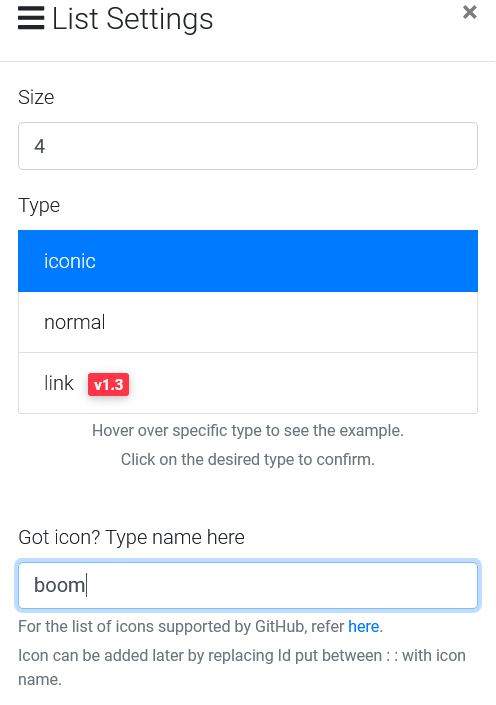 List Settings
×
Size
4
Type
iconic
normal
link v1.3
Hover over specific type to see the example.
Click on the desired type to confirm.
Got icon? Type name here
boom
For the list of icons supported by GitHub, refer here.
Icon can be added later by replacing Id put between : : with icon
name.